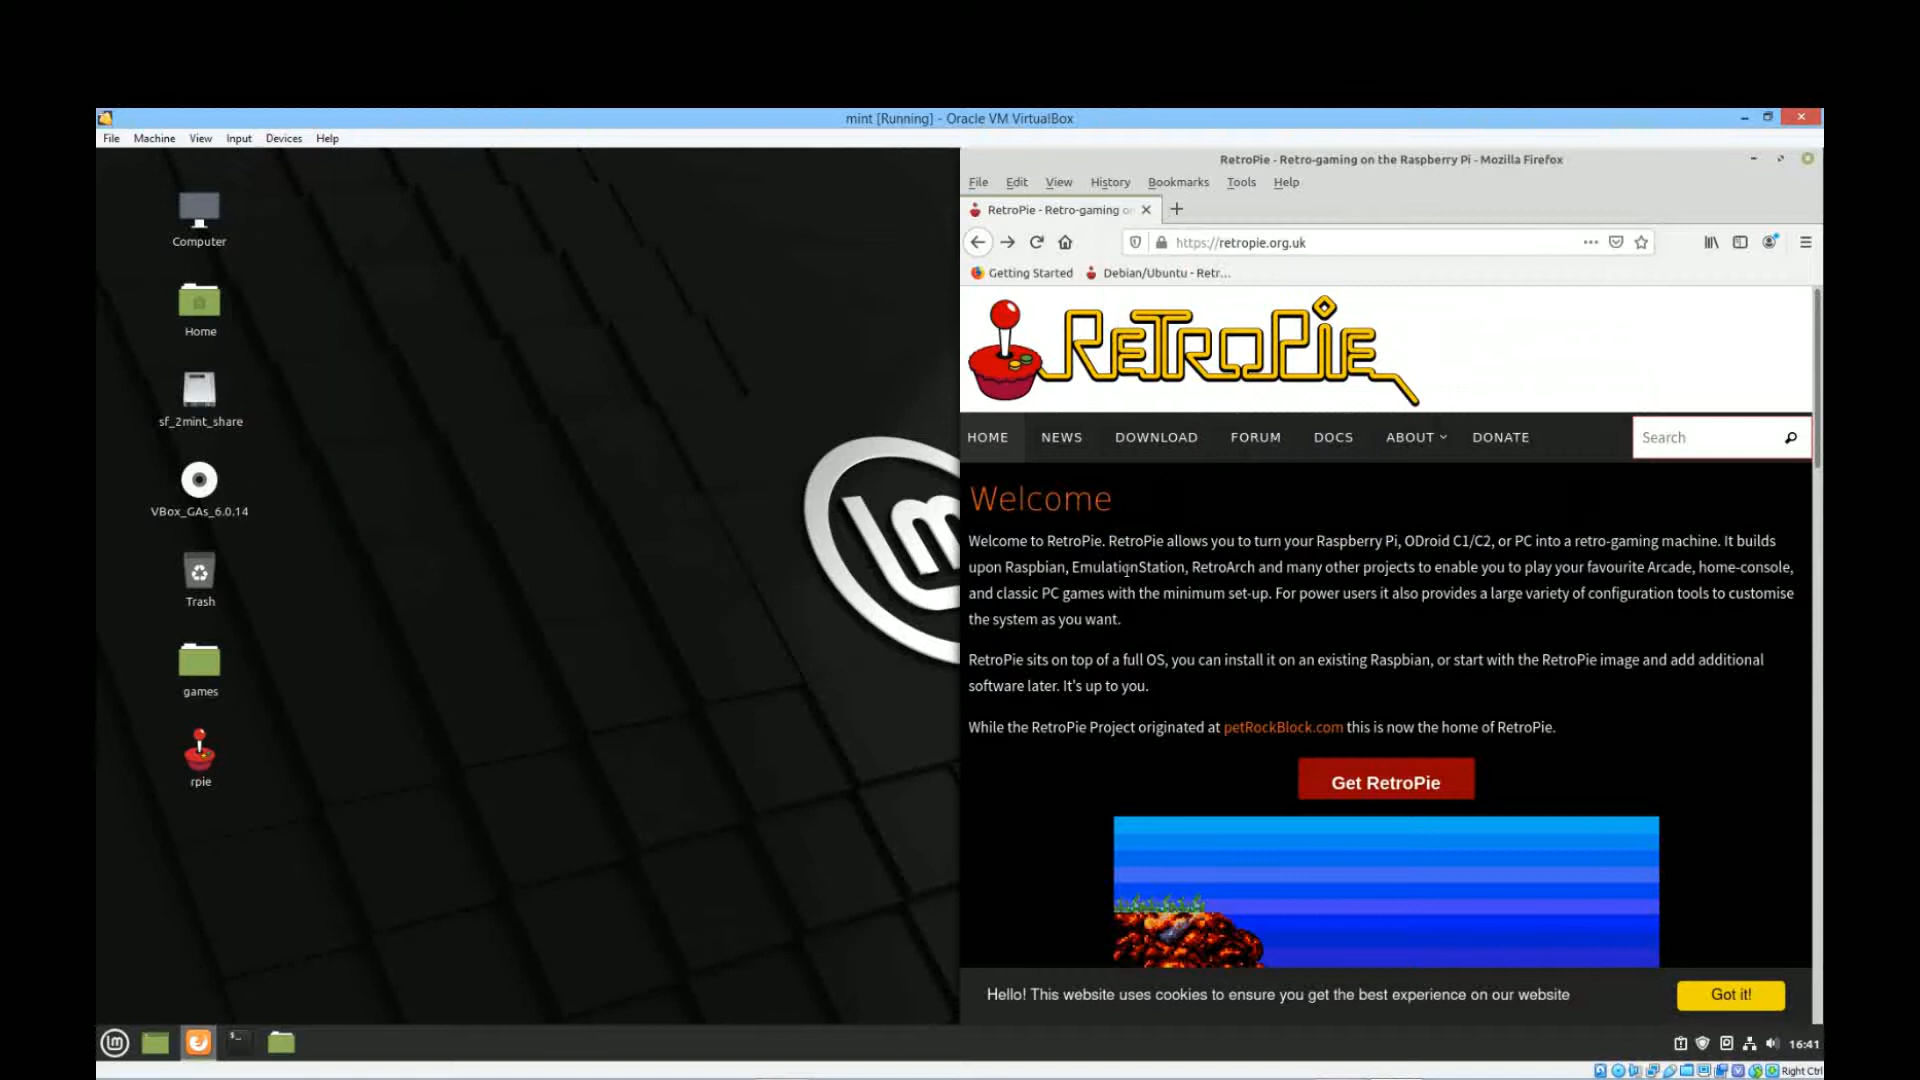 mint [Running] - Oracle VM VirtualBox
File Machine View Input Devices Help
RetroPie - Retro-gaming on the Raspberry Pi - Mozilla Firefox
File Edit View History Bookmarks Tools Help
RetroPie - Retro-gaming on
https://retropie.org.uk
Getting Started Debian/Ubuntu - Retr...
RETROPIE
HOME NEWS DOWNLOAD FORUM DOCS ABOUT DONATE Search
Welcome
Welcome to RetroPie. RetroPie allows you to turn your Raspberry Pi, ODroid C1/C2, or PC into a retro-gaming machine. It builds
upon Raspbian, EmulationStation, RetroArch and many other projects to enable you to play your favourite Arcade, home-console,
and classic PC games with the minimum set-up. For power users it also provides a large variety of configuration tools to customise
the system as you want.
RetroPie sits on top of a full OS, you can install it on an existing Raspbian, or start with the RetroPie image and add additional
software later. It's up to you.
While the RetroPie Project originated at petRockBlock.com this is now the home of RetroPie.
Get RetroPie
Hello! This website uses cookies to ensure you get the best experience on our website
Got it!
Computer
Home
sf_2mint_share
VBox_GAs_6.0.14
Trash
games
rpie
lm
16:41
Right Ctrl